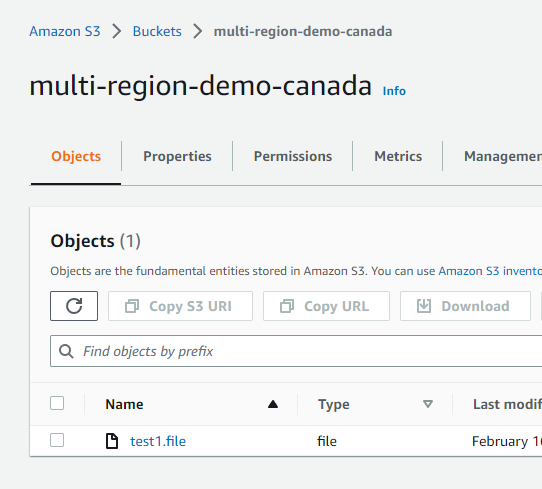 Amazon S3 > Buckets > multi-region-demo-canada
multi-region-demo-canada Info
Objects Properties Permissions Metrics Managemen
Objects (1)
Objects are the fundamental entities stored in Amazon S3. You can use Amazon S3 invento
Copy S3 URI Copy URL Download
Find objects by prefix
Name Type Last modif
test1.file file February 1